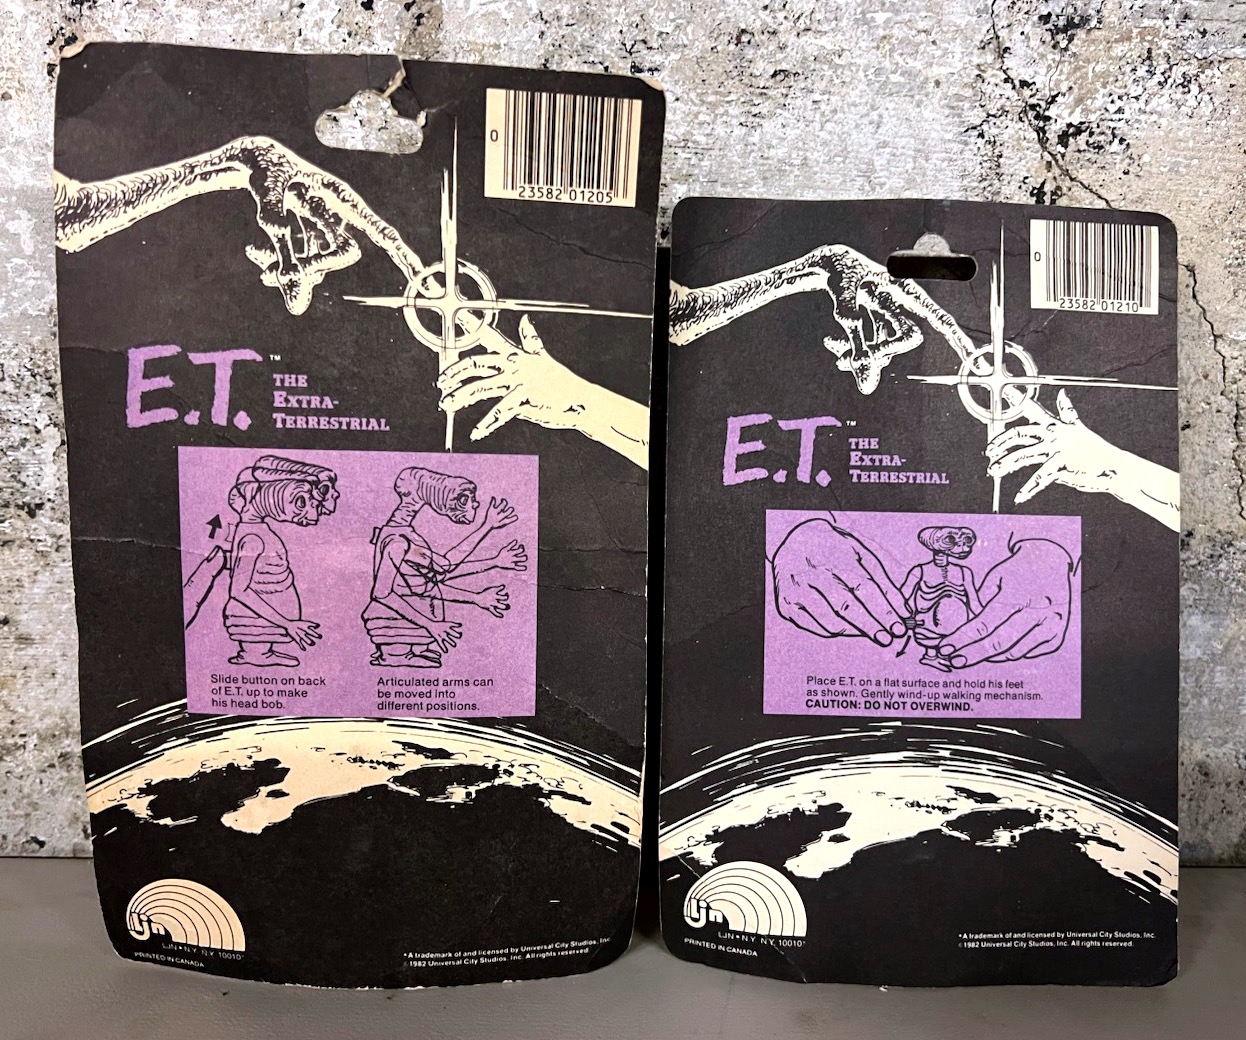 0
23582 01205
E.T.™
THE
EXTRA-
TERRESTRIAL
Slide button on back
of E.T. up to make
his head bob.
Articulated arms can
be moved into
different positions.
ljn
LJN • N.Y. N.Y. 10010
PRINTED IN CANADA
* A trademark of and licensed by Universal City Studios, Inc.
© 1982 Universal City Studios, Inc. All rights reserved.
0
23582 01210
E.T.™
THE
EXTRA-
TERRESTRIAL
Place E.T. on a flat surface and hold his feet
as shown. Gently wind-up walking mechanism.
CAUTION: DO NOT OVERWIND.
ljn
LJN • N.Y. N.Y. 10010
PRINTED IN CANADA
* A trademark of and licensed by Universal City Studios, Inc.
© 1982 Universal City Studios, Inc. All rights reserved.